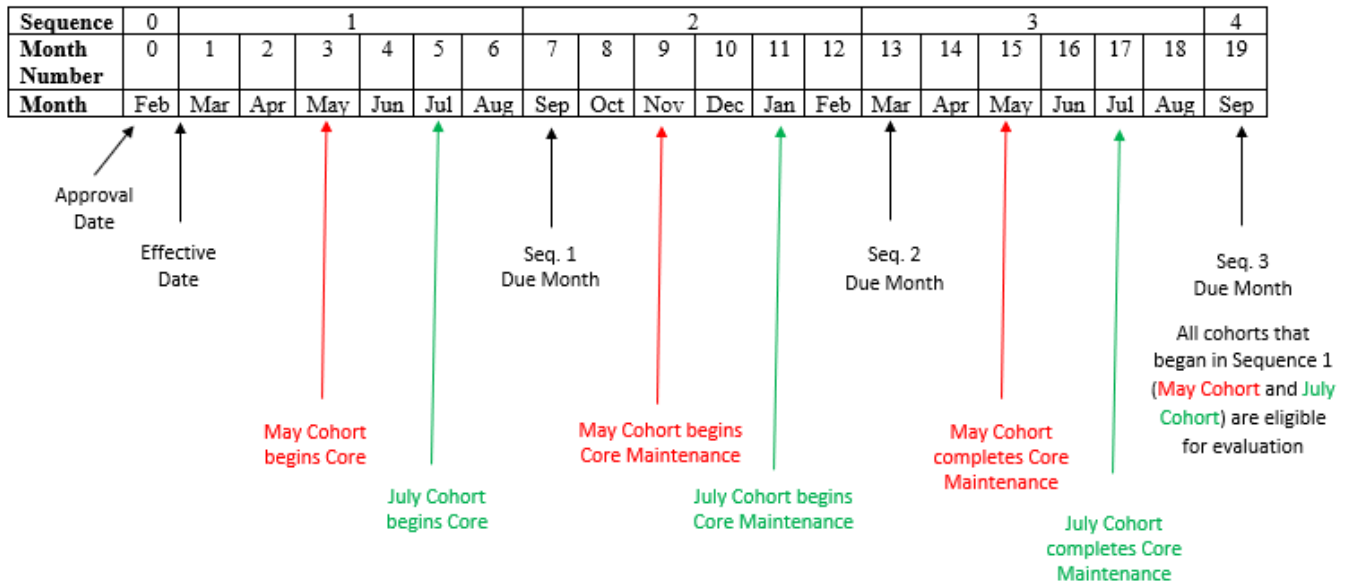 Sequence 0 1 2 3 4
Month Number 0 1 2 3 4 5 6 7 8 9 10 11 12 13 14 15 16 17 18 19
Month Feb Mar Apr May Jun Jul Aug Sep Oct Nov Dec Jan Feb Mar Apr May Jun Jul Aug Sep
Approval
Date
Effective
Date
Seq. 1
Due Month
Seq. 2
Due Month
Seq. 3
Due Month
All cohorts that
began in Sequence 1
(May Cohort and July
Cohort) are eligible
for evaluation
May Cohort
begins Core
May Cohort begins
Core Maintenance
May Cohort
completes Core
Maintenance
July Cohort
begins Core
July Cohort begins
Core Maintenance
July Cohort
completes Core
Maintenance